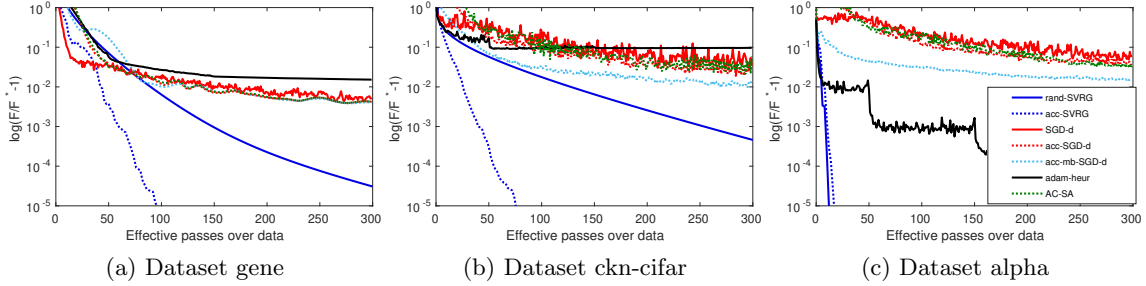 log(F/F* -1)
10^0
10^-1
10^-2
10^-3
10^-4
10^-5
0 50 100 150 200 250 300
Effective passes over data
(a) Dataset gene
log(F/F* -1)
10^0
10^-1
10^-2
10^-3
10^-4
10^-5
0 50 100 150 200 250 300
Effective passes over data
(b) Dataset ckn-cifar
log(F/F* -1)
10^0
10^-1
10^-2
10^-3
10^-4
10^-5
0 50 100 150 200 250 300
Effective passes over data
rand-SVRG
acc-SVRG
SGD-d
acc-SGD-d
acc-mb-SGD-d
adam-heur
AC-SA
(c) Dataset alpha